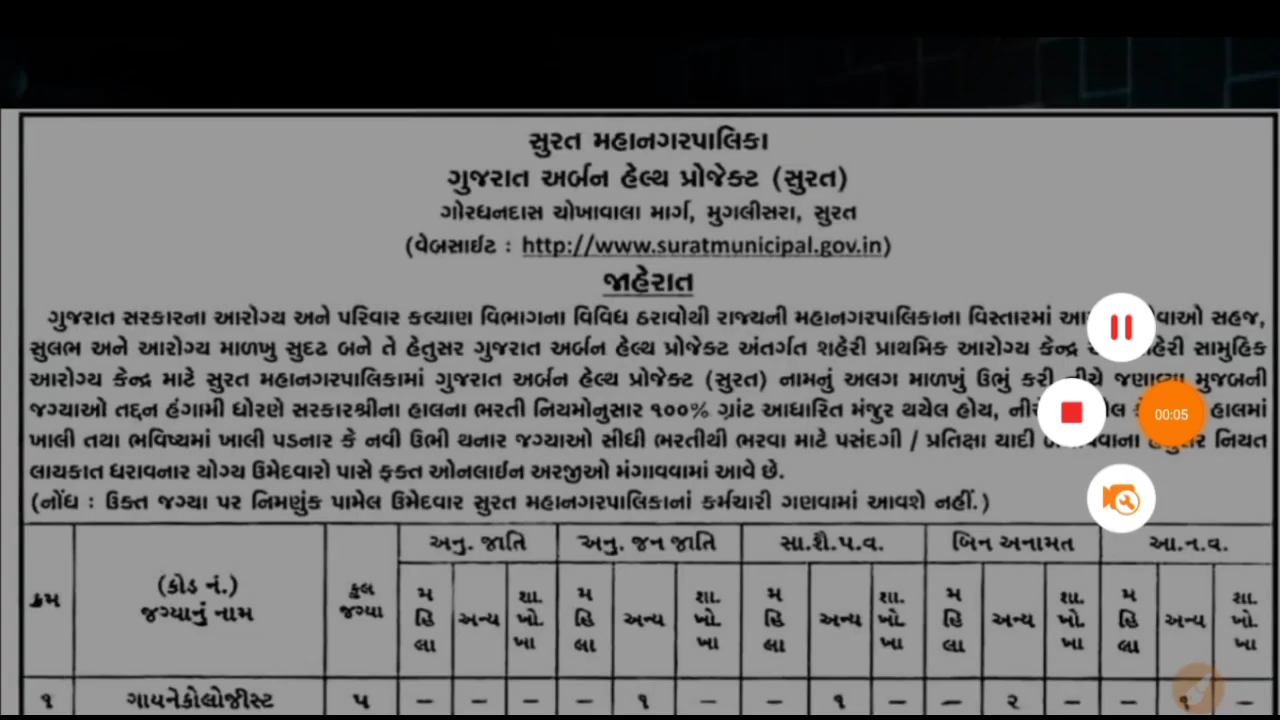 સુરત મહાનગરપાલિકા
ગુજરાત અર્બન હેલ્થ પ્રોજેક્ટ (સુરત)
ગોરધનદાસ ચોખાવાલા માર્ગ, મુગલીસરા, સુરત
(વેબસાઈટ : http://www.suratmunicipal.gov.in)
જાહેરાત
ગુજરાત સરકારના આરોગ્ય અને પરિવાર કલ્યાણ વિભાગના વિવિધ ઠરાવોથી રાજ્યની મહાનગરપાલિકાના વિસ્તારમાં સહજ,
સુલભ અને આરોગ્ય માળખુ સુદઢ બને તે હેતુસર ગુજરાત અર્બન હેલ્થ પ્રોજેક્ટ અંતર્ગત શહેરી પ્રાથમિક આરોગ્ય કેન્દ્ર સામુહિક
આરોગ્ય કેન્દ્ર માટે સુરત મહાનગરપાલિકામાં ગુજરાત અર્બન હેલ્થ પ્રોજેક્ટ (સુરત) નામનું અલગ માળખું ઉભું કરી મુજબની
જગ્યાઓ તદ્દન હંગામી ધોરણે સરકારશ્રીના હાલના ભરતી નિયમોનુસાર ૧૦૦% ગ્રાંટ આધારિત મંજુર થયેલ હોય, હાલમાં
00:05
ખાલી તથા ભવિષ્યમાં ખાલી પડનાર કે નવી ઉભી થનાર જગ્યાઓ સીધી ભરતીથી ભરવા માટે પસંદગી / પ્રતિક્ષા યાદી નિયત
લાયકાત ધરાવનાર યોગ્ય ઉમેદવારો પાસે ફક્ત ઓનલાઈન અરજીઓ મંગાવવામાં આવે છે.
(નોંધ : ઉક્ત જગ્યા પર નિમણુંક પામેલ ઉમેદવાર સુરત મહાનગરપાલિકાનાં કર્મચારી ગણવામાં આવશે નહીં.)
ક્રમ (કોડ નં.) જગ્યાનું નામ કુલ જગ્યા અનુ. જાતિ અનુ. જન જાતિ સા.શૈ.પ.વ. બિન અનામત આ.ન.વ.
મહિલા અન્ય શા.ખો.ખા મહિલા અન્ય શા.ખો.ખા મહિલા અન્ય શા.ખો.ખા મહિલા અન્ય શા.ખો.ખા મહિલા અન્ય શા.ખો.ખા
૧ ગાયનેકોલોજીસ્ટ ૫ – – – – ૧ – – ૧ – – ૨ – – ૧ –